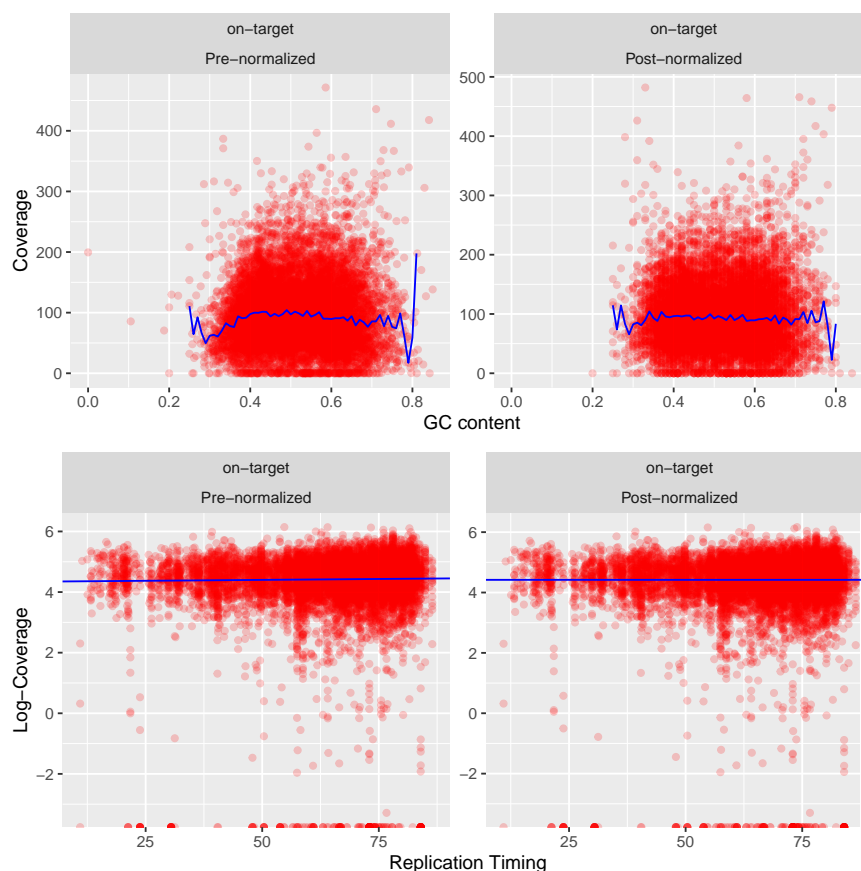 on−target on−target
Pre−normalized Post−normalized
500
400
400
300
300
200
200
100
100
0
0
0.0 0.2 0.4 0.6 0.8 0.0 0.2 0.4 0.6 0.8
Coverage
GC content
on−target on−target
Pre−normalized Post−normalized
6 6
4 4
2 2
0 0
−2 −2
25 50 75 25 50 75
Log−Coverage
Replication Timing